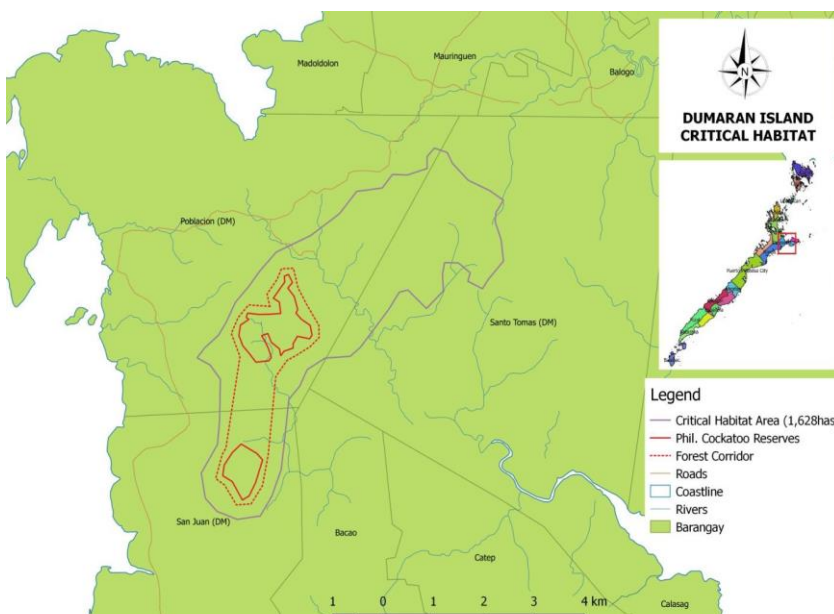 Madoldolon
Mauringuen
Balogo
Poblacion (DM)
Santo Tomas (DM)
San Juan (DM)
Bacao
Catep
Calasag
1 0 1 2 3 4 km
N
DUMARAN ISLAND
CRITICAL HABITAT
Legend
Critical Habitat Area (1,628has
Phil. Cockatoo Reserves
Forest Corridor
Roads
Coastline
Rivers
Barangay